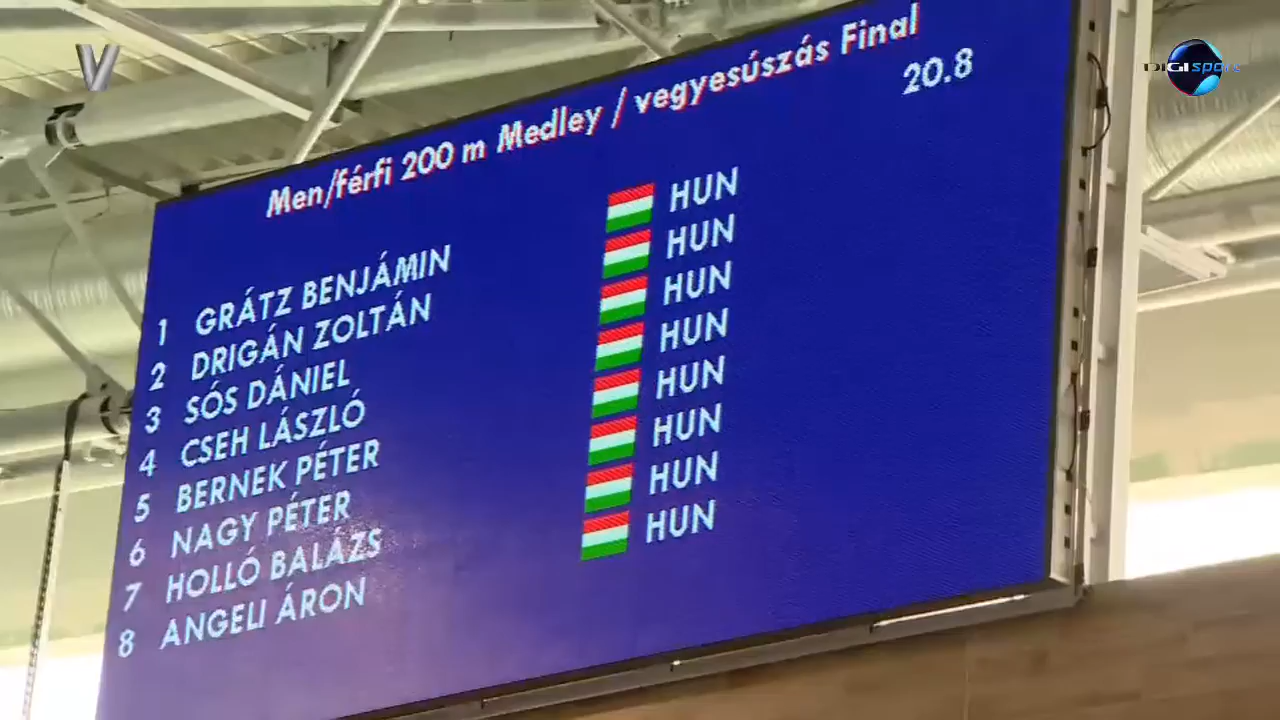 V
DIGI sport
Men/férfi 200 m Medley / vegyesúszás Final
20.8
1 GRÁTZ BENJÁMIN HUN
2 DRIGÁN ZOLTÁN HUN
3 SÓS DÁNIEL HUN
4 CSEH LÁSZLÓ HUN
5 BERNEK PÉTER HUN
6 NAGY PÉTER HUN
7 HOLLÓ BALÁZS HUN
8 ANGELI ÁRON HUN